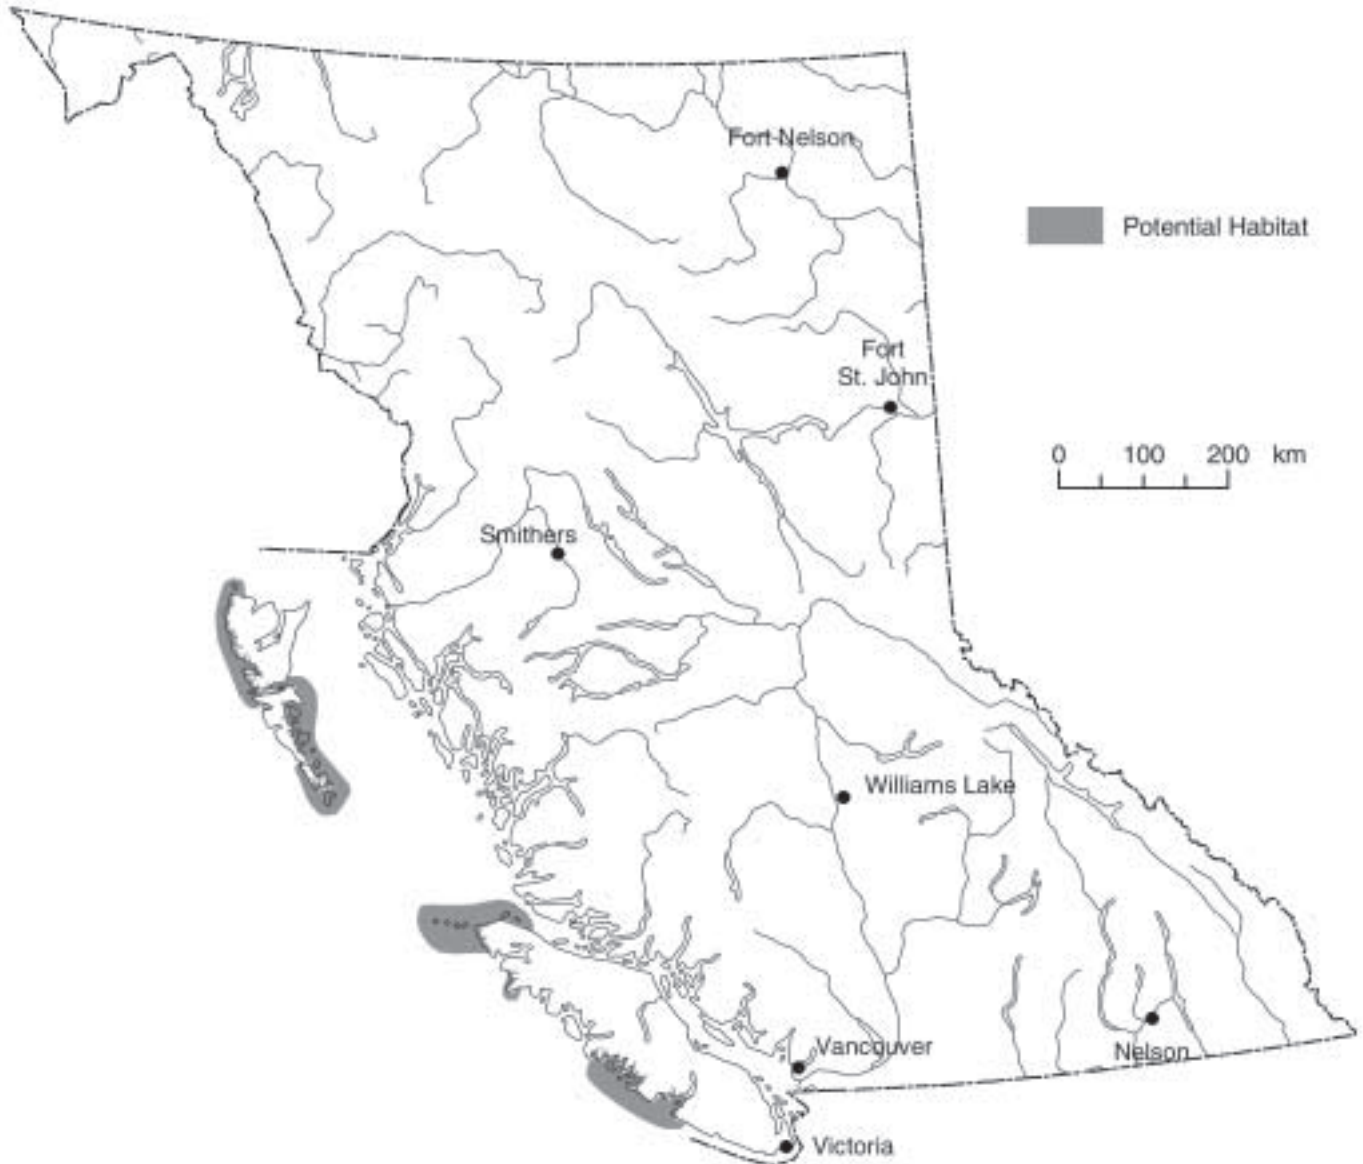 Fort Nelson
Potential Habitat
Fort
St. John
0 100 200 km
Smithers
Williams Lake
Vancouver
Nelson
Victoria